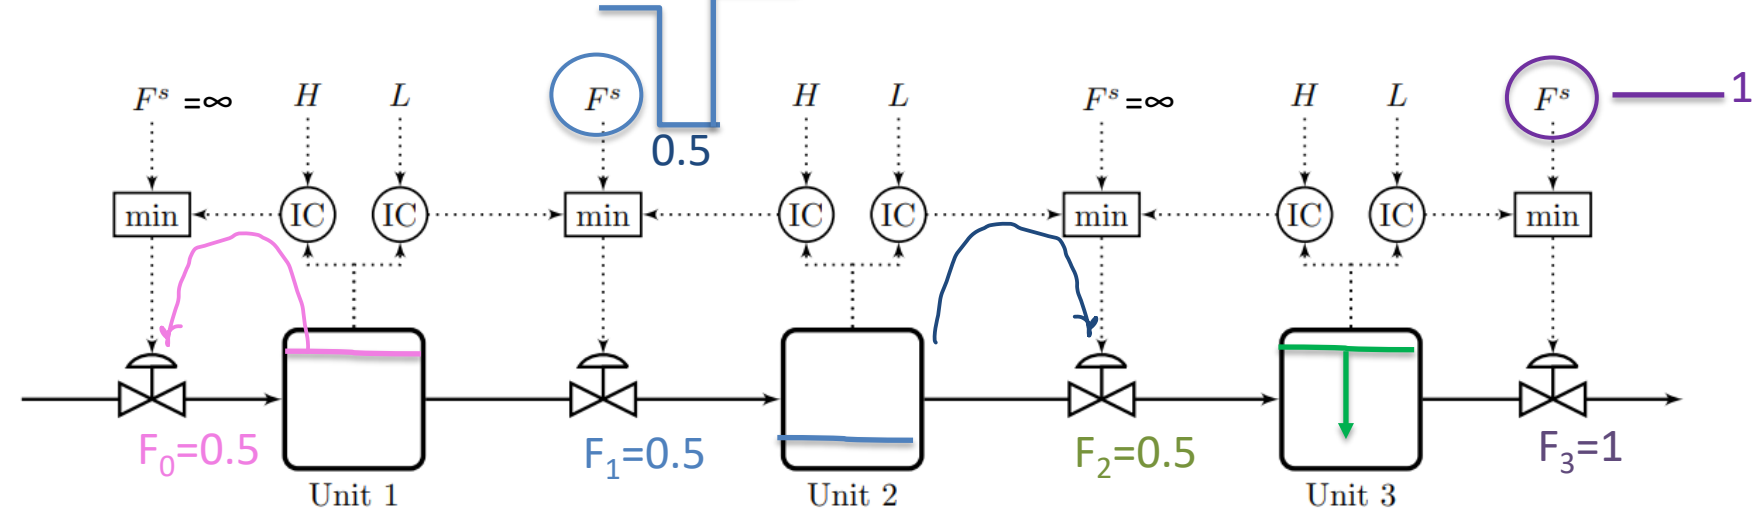 F^s =∞ H L F^s H L F^s =∞ H L F^s 1
0.5
min IC IC min IC IC min IC IC min
F₀=0.5 F₁=0.5 F₂=0.5 F₃=1
Unit 1 Unit 2 Unit 3